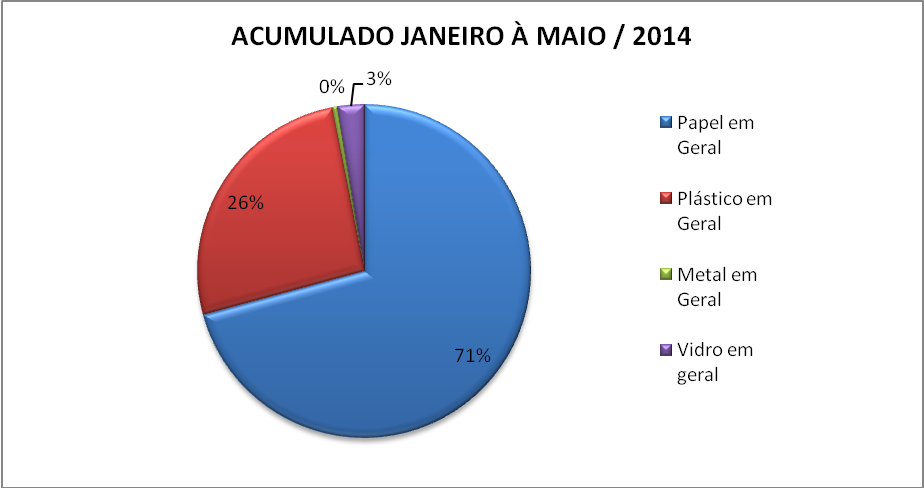 ACUMULADO JANEIRO À MAIO / 2014
0%
3%
26%
71%
Papel em
Geral
Plástico em
Geral
Metal em
Geral
Vidro em
geral